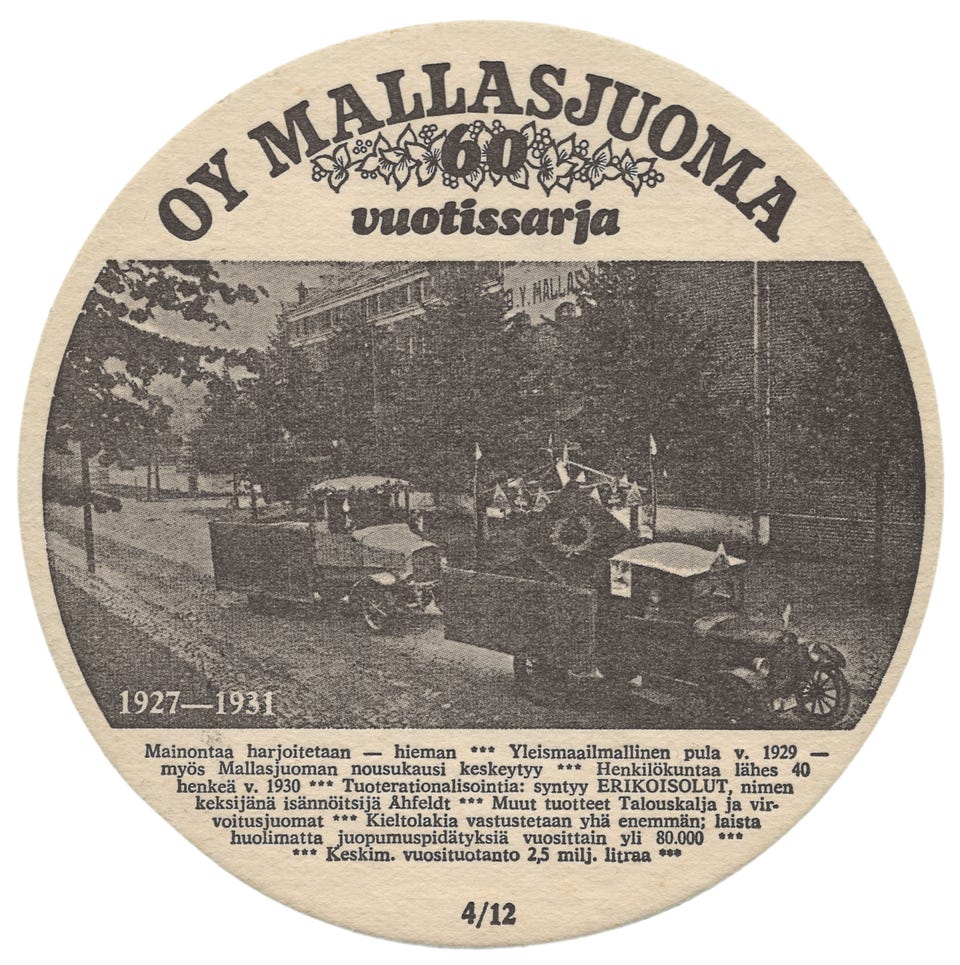 OY MALLASJUOMA
60
vuotissarja
Y. MALLAS
1927—1931
Mainontaa harjoitetaan — hieman *** Yleismaailmallinen pula v. 1929 —
myös Mallasjuoman nousukausi keskeytyy *** Henkilökuntaa lähes 40
henkeä v. 1930 *** Tuoterationalisointia: syntyy ERIKOISOLUT, nimen
keksijänä isännöitsijä Ahfeldt *** Muut tuotteet Talouskalja ja vir-
voitusjuomat *** Kieltolakia vastustetaan yhä enemmän; laista
huolimatta juopumuspidätyksiä vuosittain yli 80.000 ***
*** Keskim. vuosituotanto 2,5 milj. litraa ***
4/12